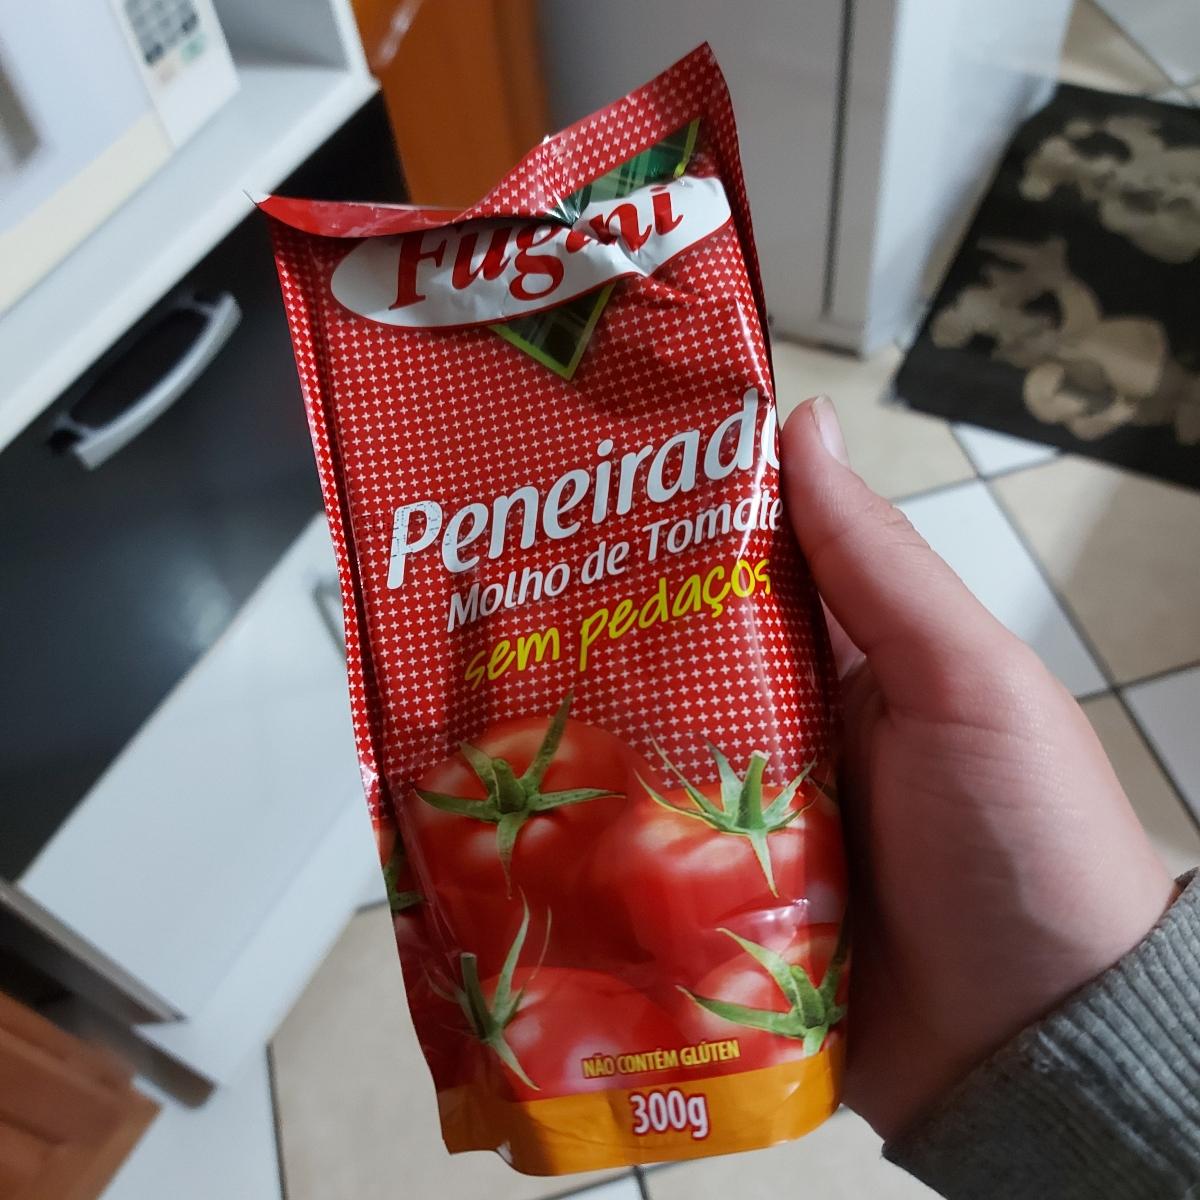 Fugini
Peneirado
Molho de Tomate
sem pedaços
NÃO CONTÉM GLÚTEN
300g